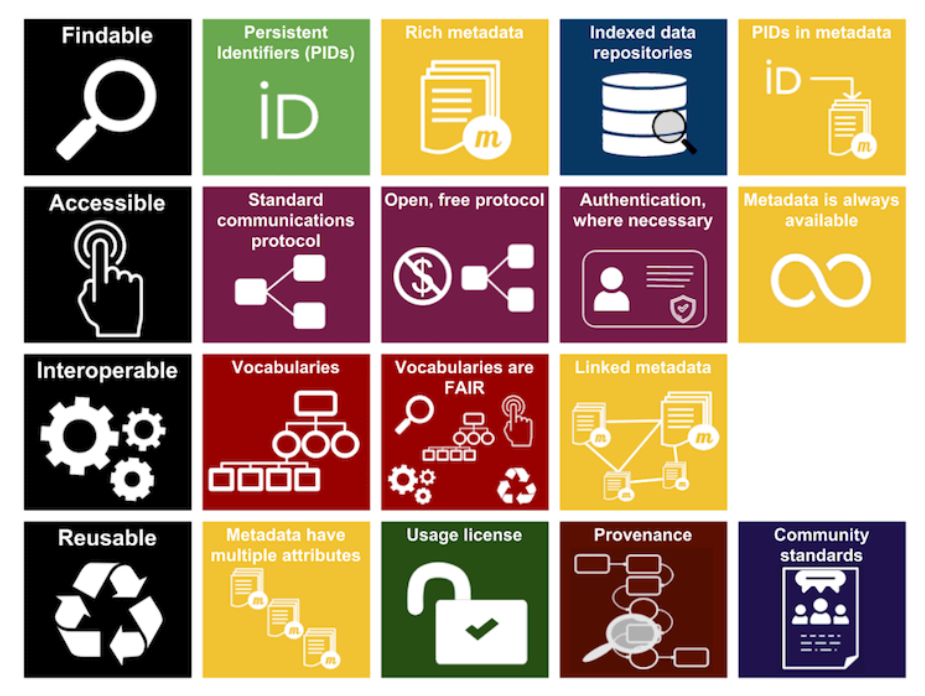 Findable
Persistent
Identifiers (PIDs)
iD
Rich metadata
m
Indexed data
repositories
PIDs in metadata
iD
m
Accessible
Standard
communications
protocol
Open, free protocol
$
Authentication,
where necessary
Metadata is always
available
Interoperable
Vocabularies
Vocabularies are
FAIR
Linked metadata
m
m
m
m
Reusable
Metadata have
multiple attributes
m
m
m
Usage license
Provenance
Community
standards